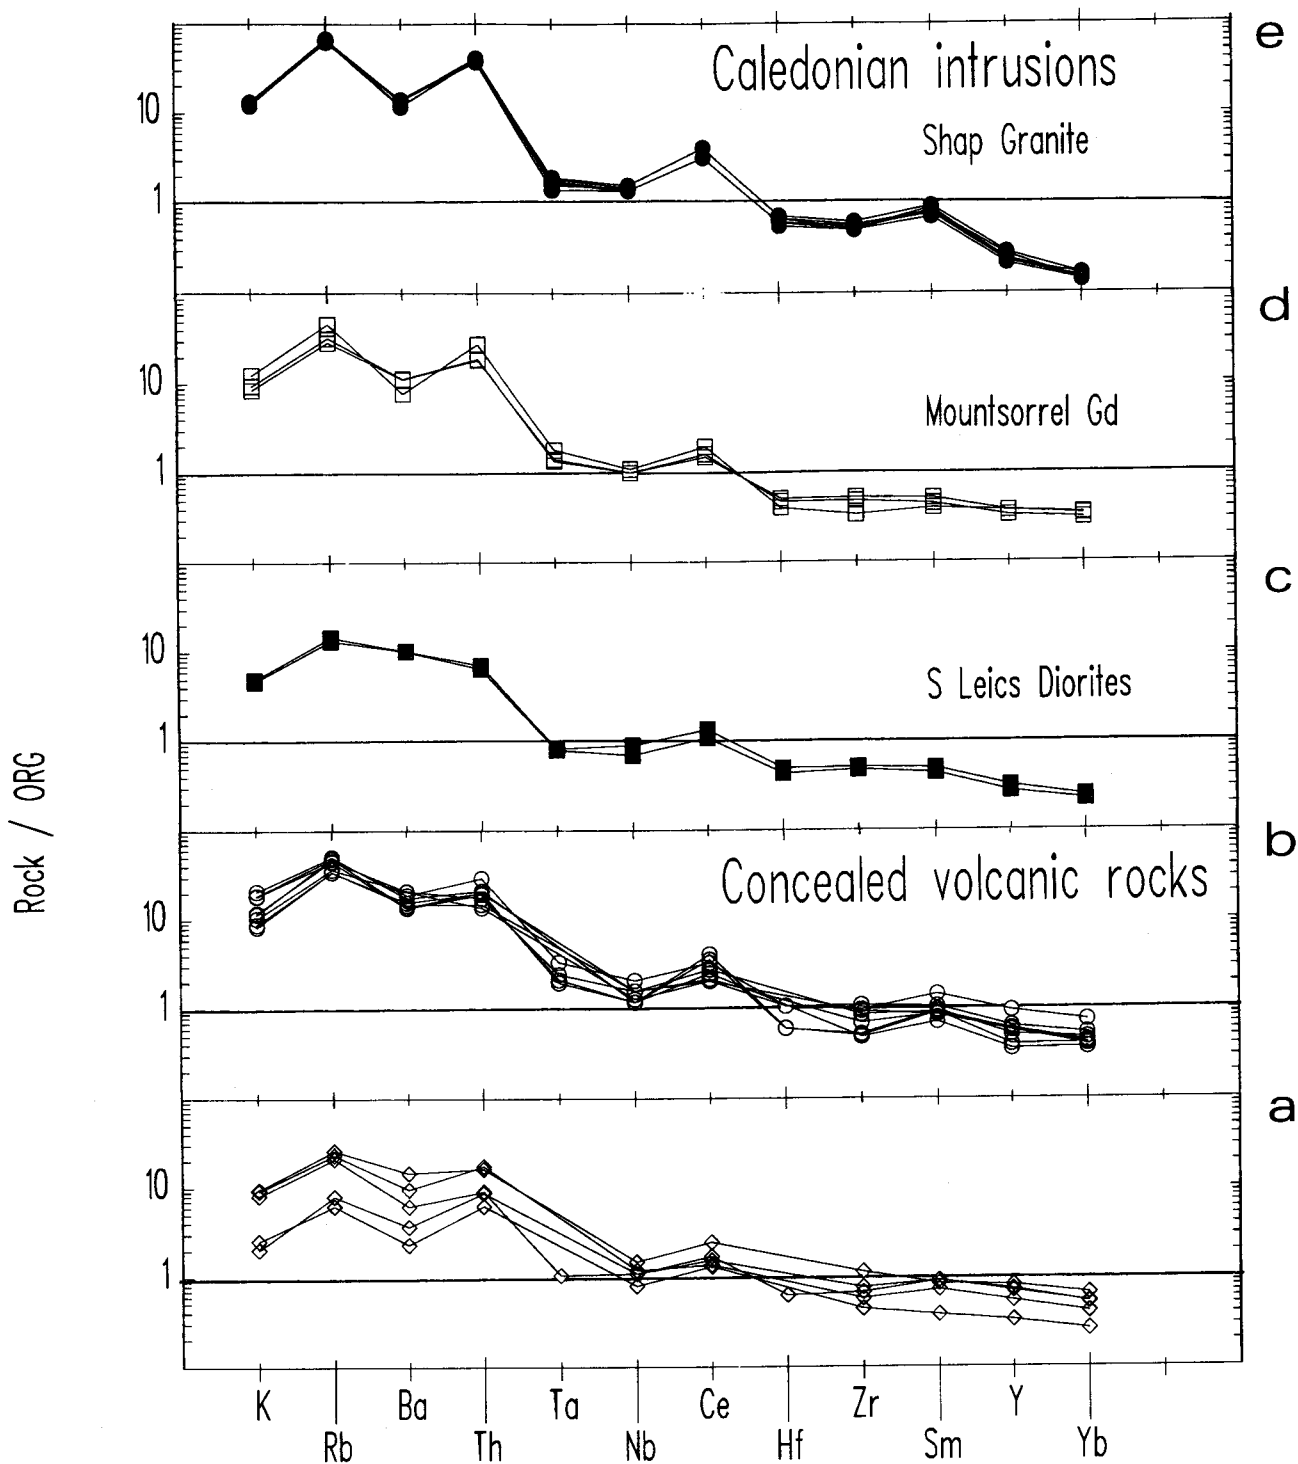 e
Caledonian intrusions
10
Shap Granite
1
d
10
Mountsorrel Gd
1
c
10
S Leics Diorites
1
Rock / ORG
b
Concealed volcanic rocks
10
1
a
10
1
K Ba Ta Ce Zr Y
Rb Th Nb Hf Sm Yb